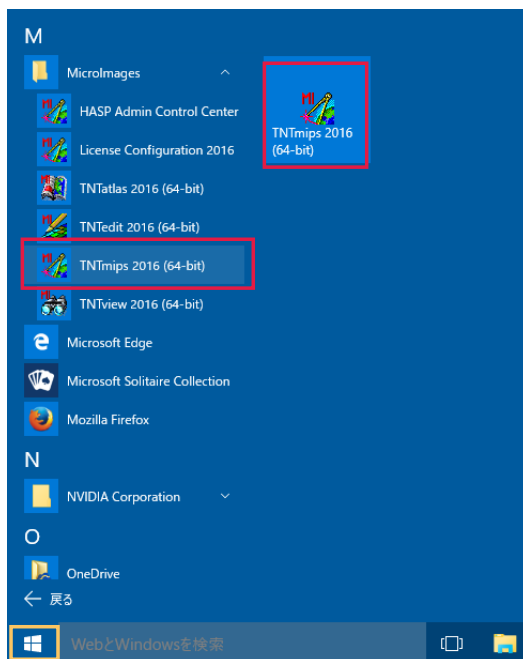 M
MicroImages
HASP Admin Control Center
License Configuration 2016
TNTatlas 2016 (64-bit)
TNTedit 2016 (64-bit)
TNTmips 2016 (64-bit)
TNTview 2016 (64-bit)
Microsoft Edge
Microsoft Solitaire Collection
Mozilla Firefox
N
NVIDIA Corporation
O
OneDrive
戻る
WebとWindowsを検索
MI
TNTmips 2016
(64-bit)